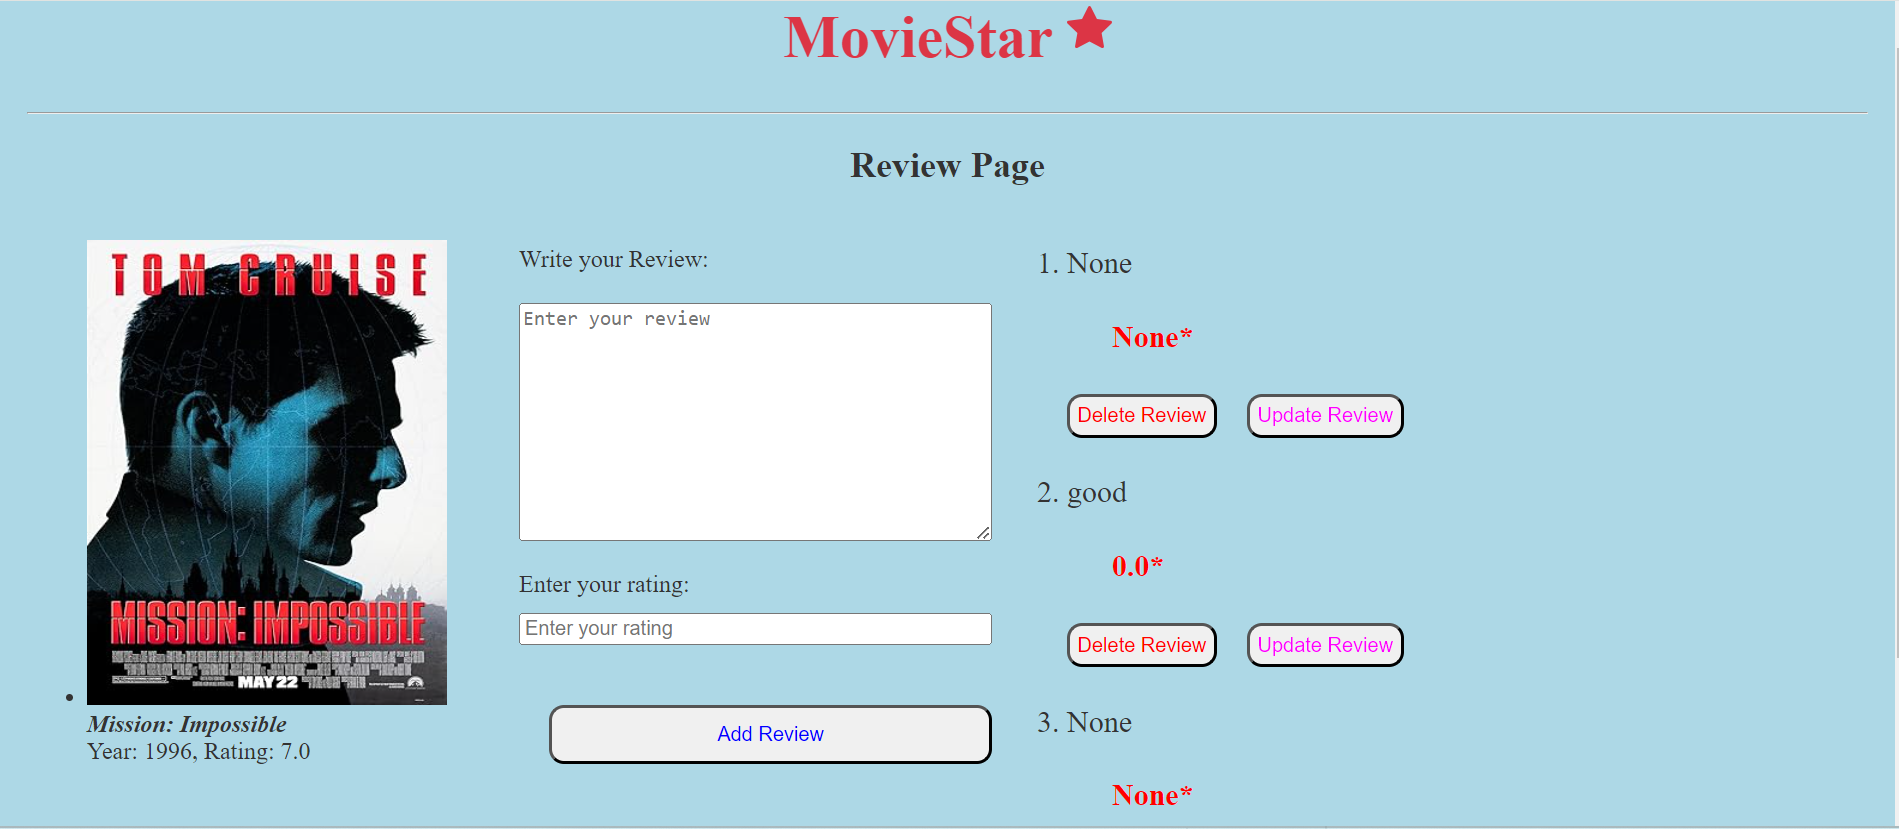 MovieStar
Review Page
TOM CRUISE
MISSION: IMPOSSIBLE
MAY 22
Mission: Impossible
Year: 1996, Rating: 7.0
Write your Review:
Enter your review
Enter your rating:
Enter your rating
Add Review
1. None
None*
Delete Review Update Review
2. good
0.0*
Delete Review Update Review
3. None
None*